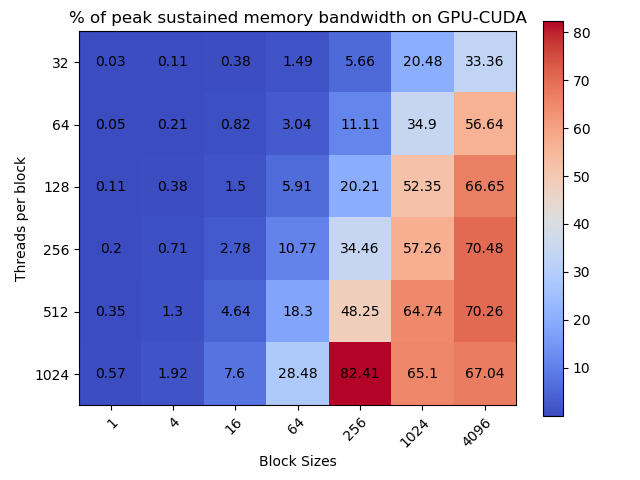 % of peak sustained memory bandwidth on GPU-CUDA
32 0.03 0.11 0.38 1.49 5.66 20.48 33.36
64 0.05 0.21 0.82 3.04 11.11 34.9 56.64
128 0.11 0.38 1.5 5.91 20.21 52.35 66.65
256 0.2 0.71 2.78 10.77 34.46 57.26 70.48
512 0.35 1.3 4.64 18.3 48.25 64.74 70.26
1024 0.57 1.92 7.6 28.48 82.41 65.1 67.04
1 4 16 64 256 1024 4096
Block Sizes
Threads per block
80
70
60
50
40
30
20
10